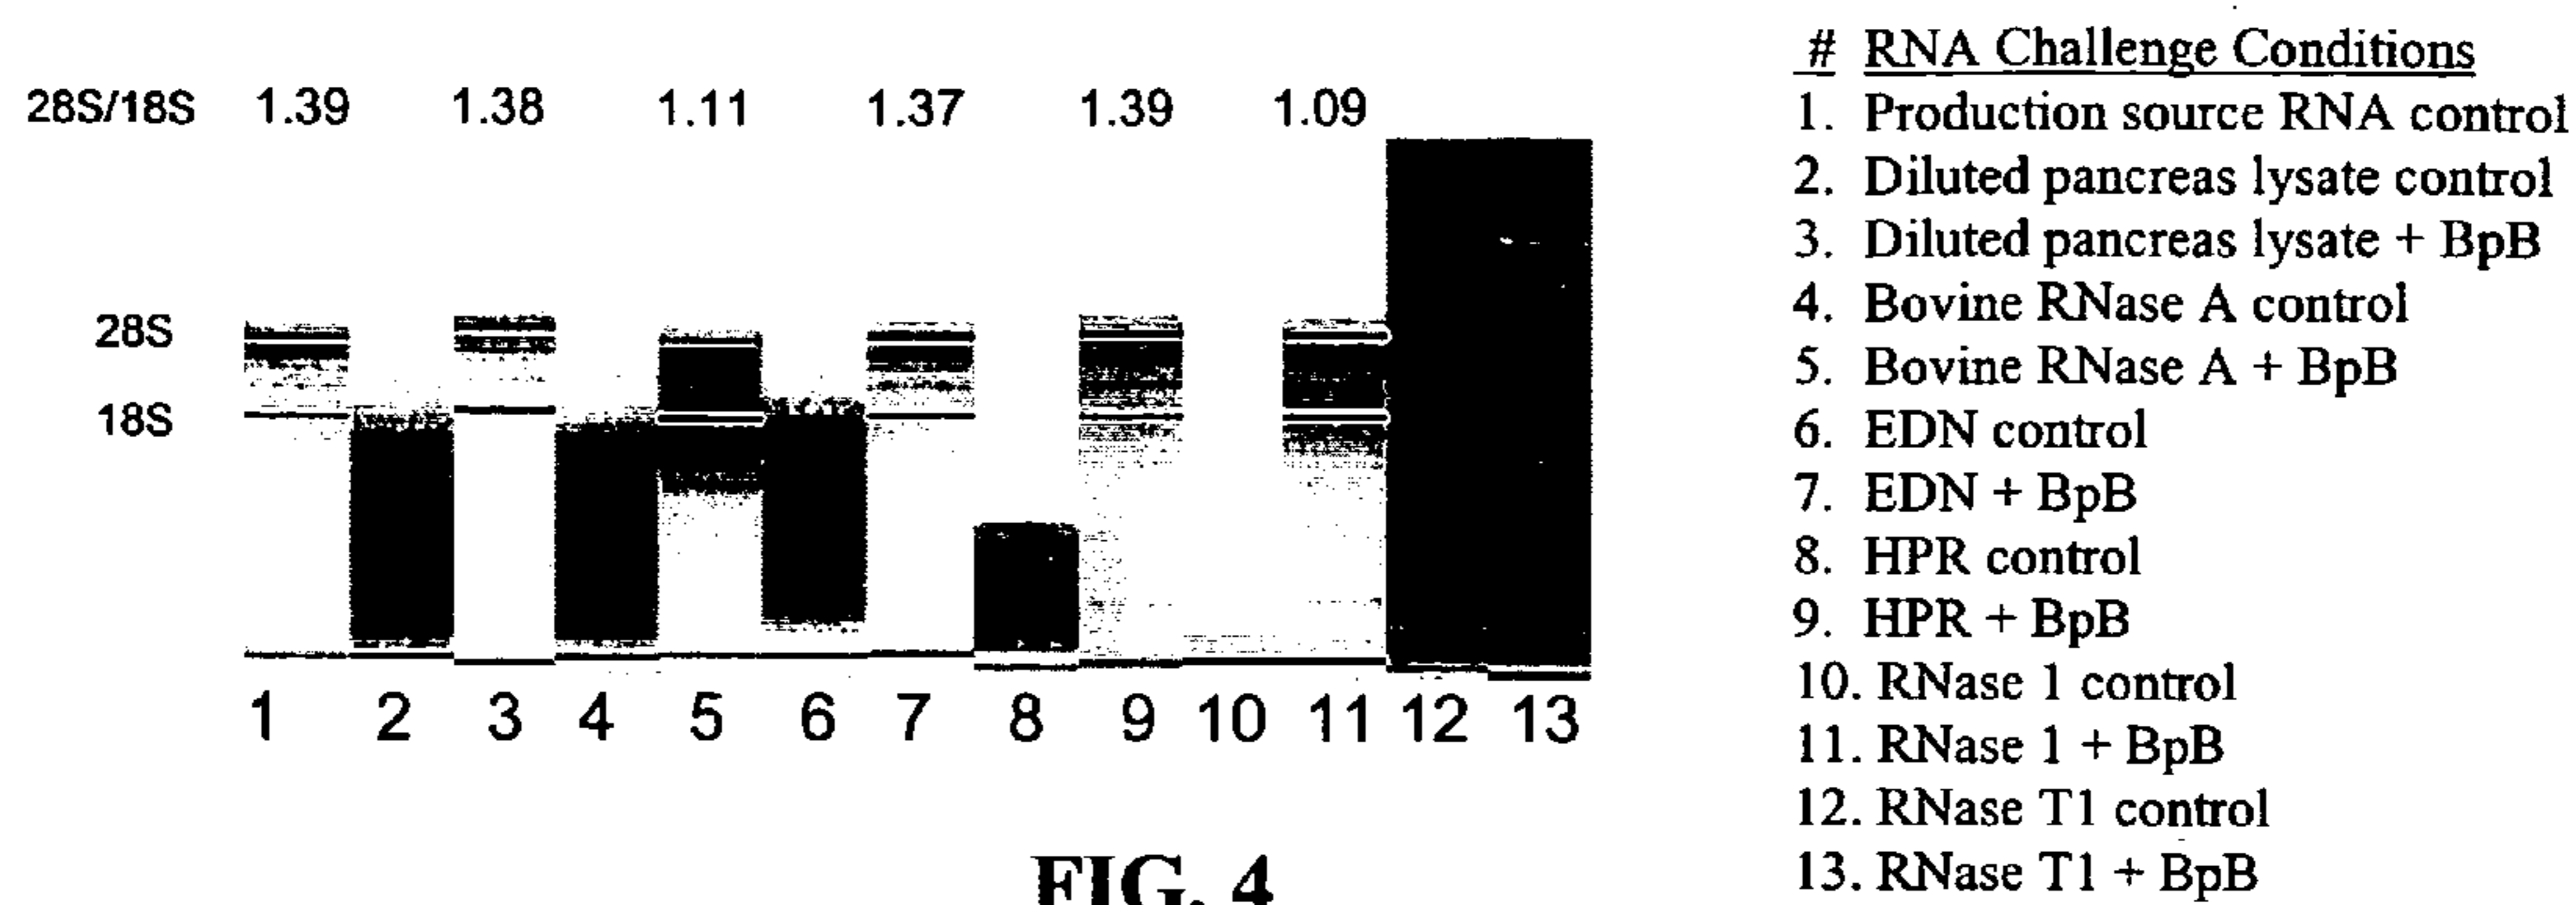 28S/18S 1.39 1.38 1.11 1.37 1.39 1.09
28S
18S
1 2 3 4 5 6 7 8 9 10 11 12 13
FIG. 4
# RNA Challenge Conditions
1. Production source RNA control
2. Diluted pancreas lysate control
3. Diluted pancreas lysate + BpB
4. Bovine RNase A control
5. Bovine RNase A + BpB
6. EDN control
7. EDN + BpB
8. HPR control
9. HPR + BpB
10. RNase 1 control
11. RNase 1 + BpB
12. RNase T1 control
13. RNase T1 + BpB